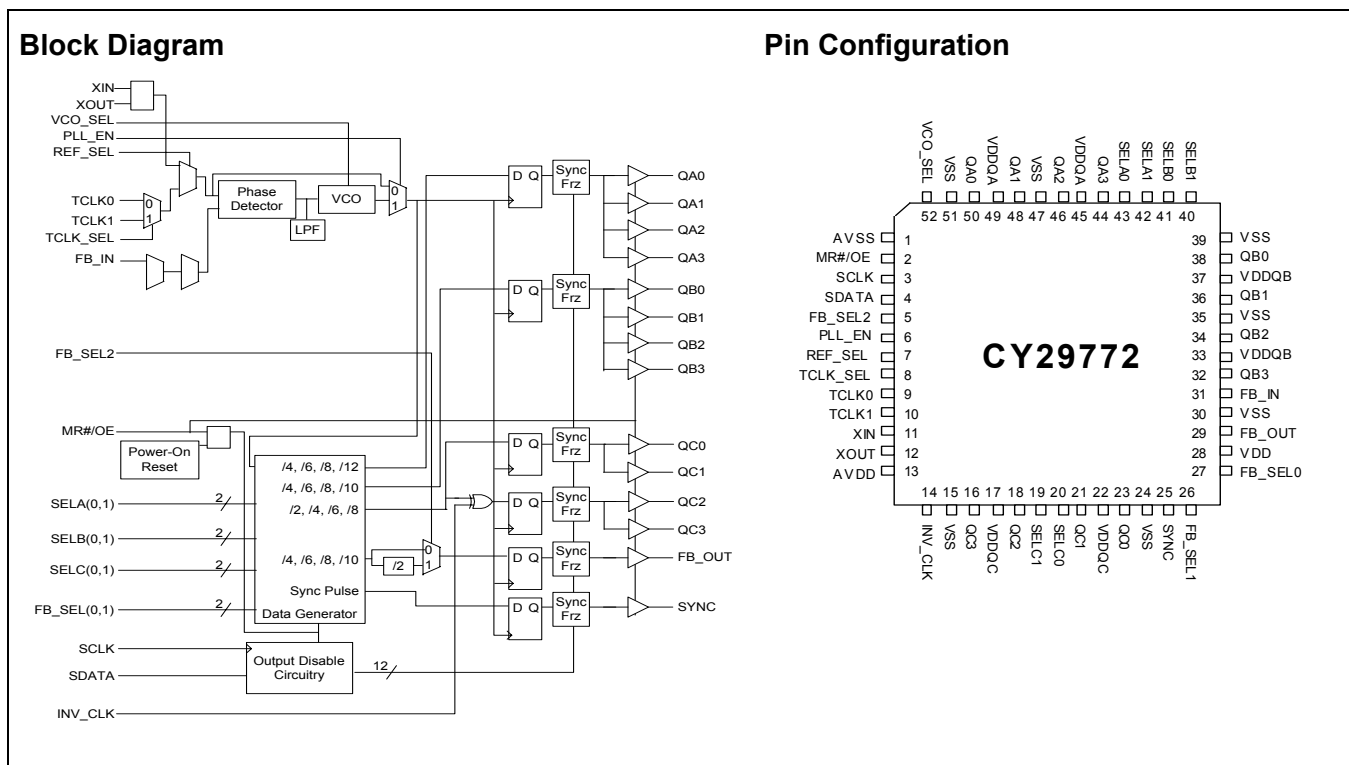 Block Diagram
XIN
XOUT
VCO_SEL
PLL_EN
REF_SEL
TCLK0
TCLK1
TCLK_SEL
FB_IN
0
1
Phase
Detector
VCO
LPF
0
1
FB_SEL2
MR#/OE
Power-On
Reset
SELA(0,1)
2
SELB(0,1)
2
SELC(0,1)
2
FB_SEL(0,1)
2
SCLK
SDATA
INV_CLK
/4, /6, /8, /12
/4, /6, /8, /10
/2, /4, /6, /8
/4, /6, /8, /10
/2
0
1
Sync Pulse
Data Generator
Output Disable
Circuitry
12
D Q
Sync
Frz
QA0
QA1
QA2
QA3
D Q
Sync
Frz
QB0
QB1
QB2
QB3
D Q
Sync
Frz
QC0
QC1
D Q
Sync
Frz
QC2
QC3
D Q
Sync
Frz
FB_OUT
D Q
Sync
Frz
SYNC
Pin Configuration
VCO_SEL
VSS
QA0
VDDQA
QA1
VSS
QA2
VDDQA
QA3
SELA0
SELA1
SELB0
SELB1
52 51 50 49 48 47 46 45 44 43 42 41 40
AVSS 1
MR#/OE 2
SCLK 3
SDATA 4
FB_SEL2 5
PLL_EN 6
REF_SEL 7
TCLK_SEL 8
TCLK0 9
TCLK1 10
XIN 11
XOUT 12
AVDD 13
CY29772
39 VSS
38 QB0
37 VDDQB
36 QB1
35 VSS
34 QB2
33 VDDQB
32 QB3
31 FB_IN
30 VSS
29 FB_OUT
28 VDD
27 FB_SEL0
14 15 16 17 18 19 20 21 22 23 24 25 26
INV_CLK
VSS
QC3
VDDQC
QC2
SELC1
SELC0
QC1
VDDQC
QC0
VSS
SYNC
FB_SEL1